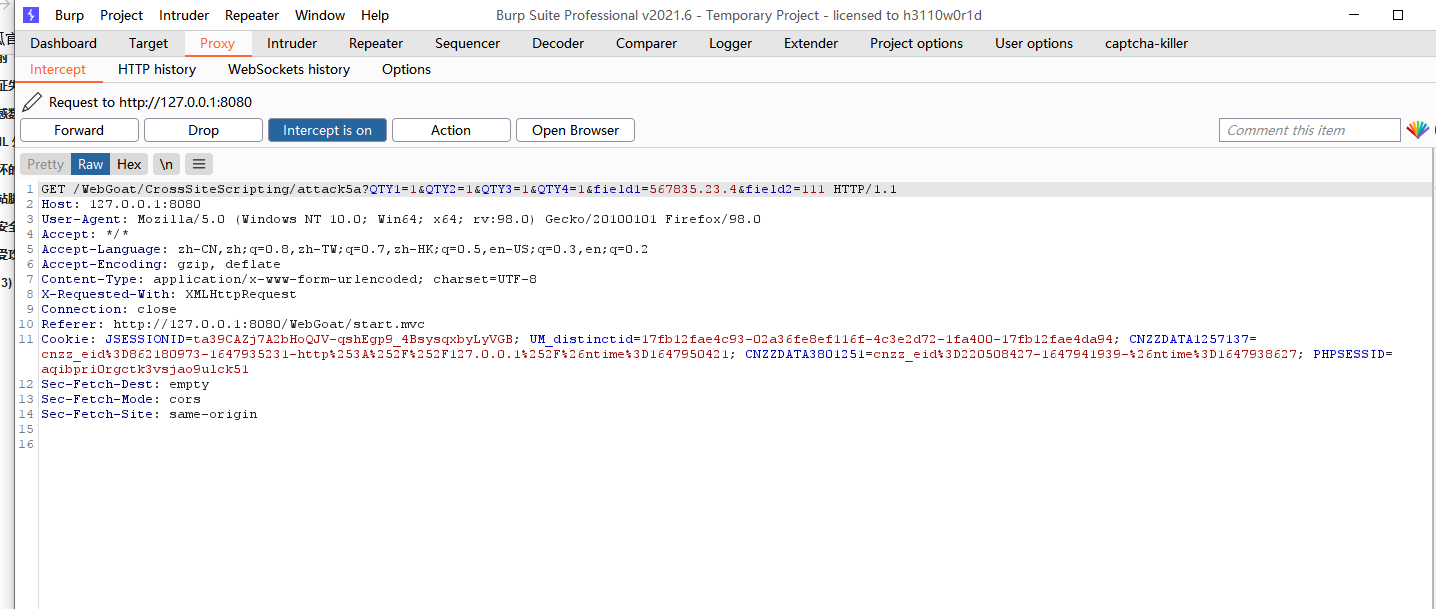 Burp Project Intruder Repeater Window Help Burp Suite Professional v2021.6 - Temporary Project - licensed to h3110w0r1d
Dashboard Target Proxy Intruder Repeater Sequencer Decoder Comparer Logger Extender Project options User options captcha-killer
Intercept HTTP history WebSockets history Options
Request to http://127.0.0.1:8080
Forward Drop Intercept is on Action Open Browser Comment this item
Pretty Raw Hex \n
1 GET /WebGoat/CrossSiteScripting/attack5a?QTY1=1&QTY2=1&QTY3=1&QTY4=1&field1=567835.23.4&field2=111 HTTP/1.1
2 Host: 127.0.0.1:8080
3 User-Agent: Mozilla/5.0 (Windows NT 10.0; Win64; x64; rv:98.0) Gecko/20100101 Firefox/98.0
4 Accept: */*
5 Accept-Language: zh-CN,zh;q=0.8,zh-TW;q=0.7,zh-HK;q=0.5,en-US;q=0.3,en;q=0.2
6 Accept-Encoding: gzip, deflate
7 Content-Type: application/x-www-form-urlencoded; charset=UTF-8
8 X-Requested-With: XMLHttpRequest
9 Connection: close
10 Referer: http://127.0.0.1:8080/WebGoat/start.mvc
11 Cookie: JSESSIONID=ta39CAZj7A2bHoQJV-qshEgp9_4BsysqxbyLyVGB; UM_distinctid=17fb12fae4c93-02a36fe8ef116f-4c3e2d72-1fa400-17fb12fae4da94; CNZZDATA1257137=
cnzz_eid%3D862180973-1647935231-http%253A%252F%252F127.0.0.1%252F%26ntime%3D1647950421; CNZZDATA3801251=cnzz_eid%3D220508427-1647941939-%26ntime%3D1647938627; PHPSESSID=
aqibpri0rgctk3vsjao9ulck51
12 Sec-Fetch-Dest: empty
13 Sec-Fetch-Mode: cors
14 Sec-Fetch-Site: same-origin
15
16